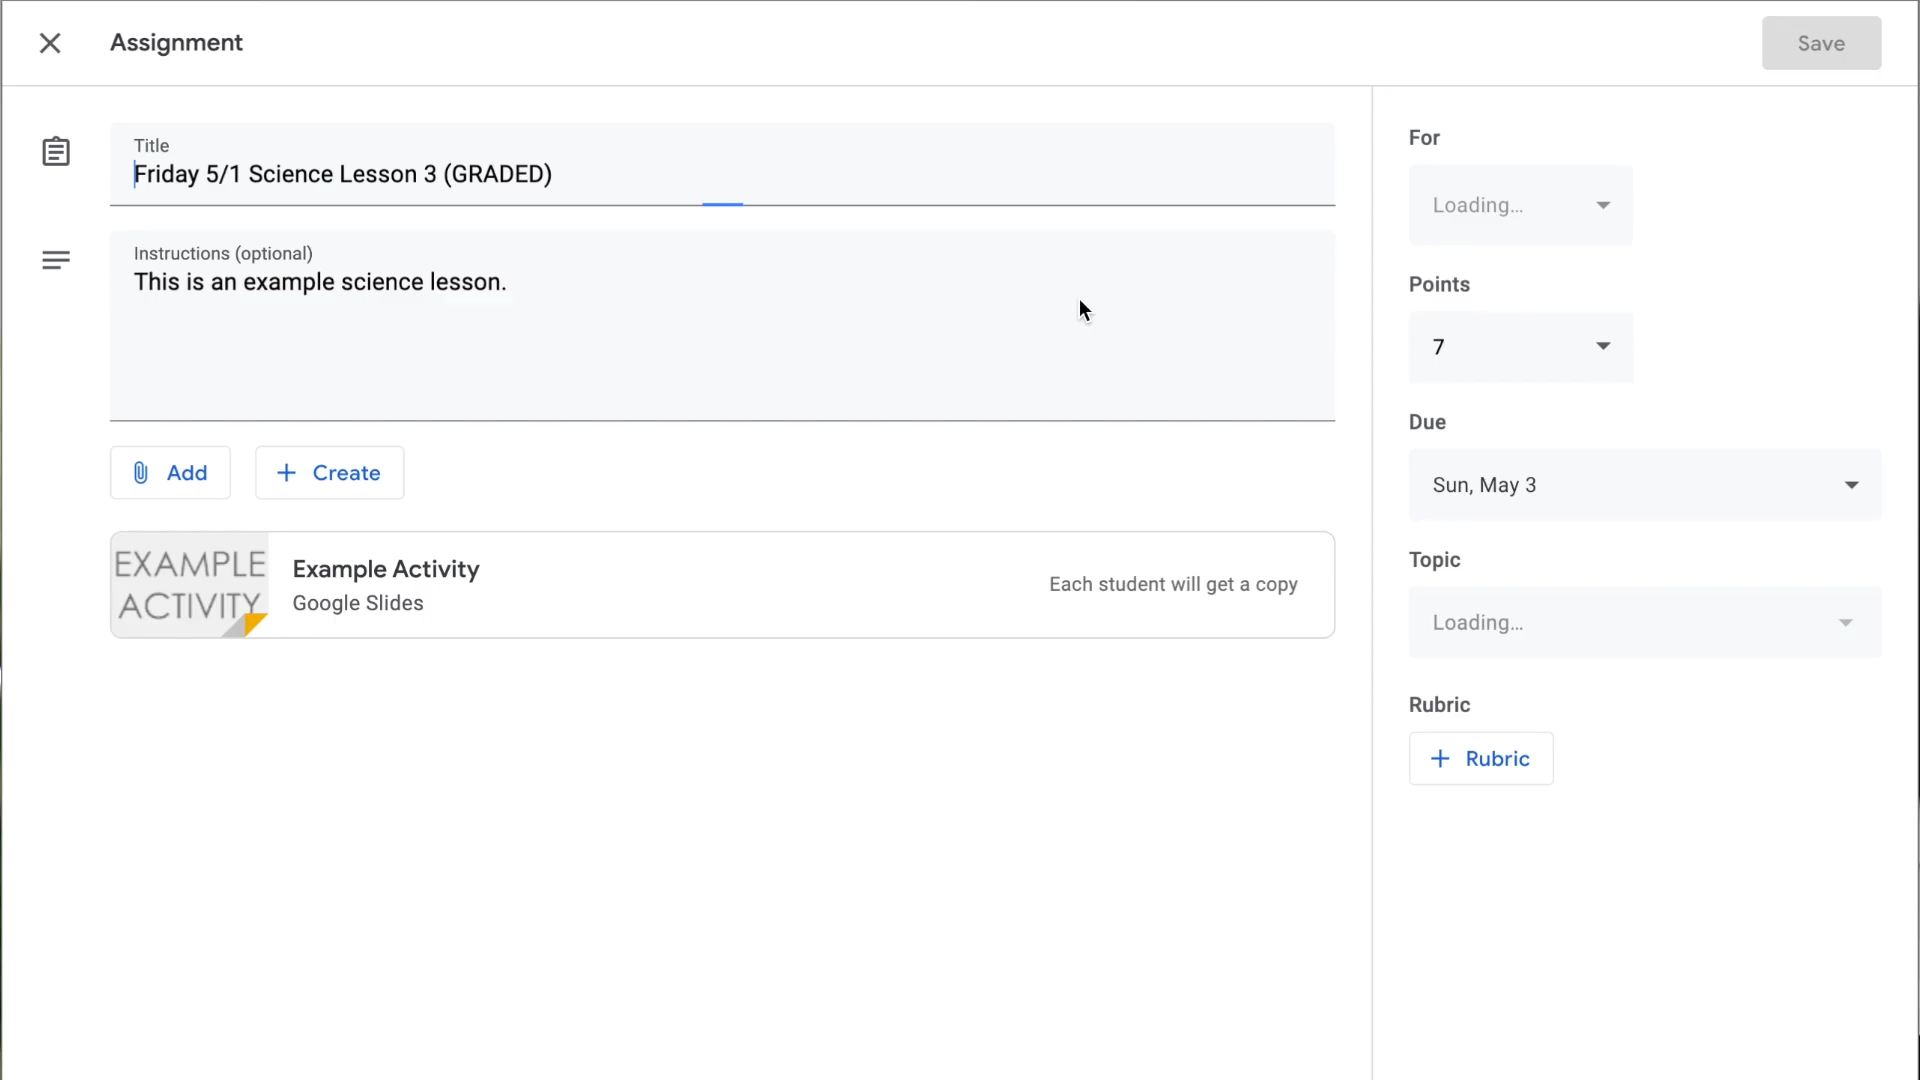 Assignment
Save
Title
Friday 5/1 Science Lesson 3 (GRADED)
Instructions (optional)
This is an example science lesson.
Add
Create
EXAMPLE
ACTIVITY
Example Activity
Google Slides
Each student will get a copy
For
Loading...
Points
7
Due
Sun, May 3
Topic
Loading...
Rubric
Rubric